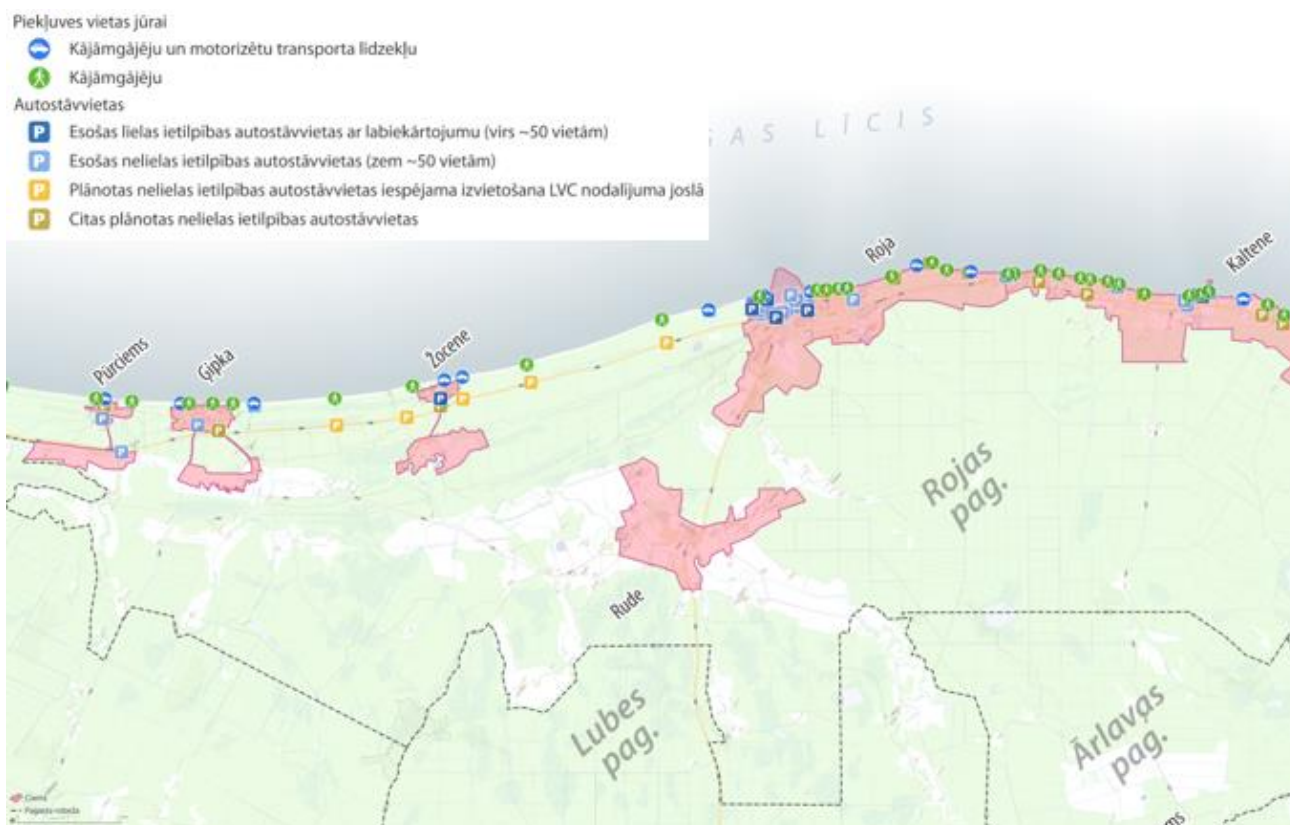 Piekļuves vietas jūrai
Kājāmgājēju un motorizētu transporta līdzekļu
Kājāmgājēju
Autostāvvietas
P Esošas lielas ietilpības autostāvvietas ar labiekārtojumu (virs ~50 vietām)
P Esošas nelielas ietilpības autostāvvietas (zem ~50 vietām)
P Plānotas nelielas ietilpības autostāvvietas iespējama izvietošana LVC nodalījuma joslā
P Citas plānotas nelielas ietilpības autostāvvietas
GAS LĪCIS
Roja
Kaltene
Pūrciems
Ģipka
Žocene
Rojas
pag.
Rude
Lubes
pag.
Ārlavas
pag.
Ciems
Pagasta robeža